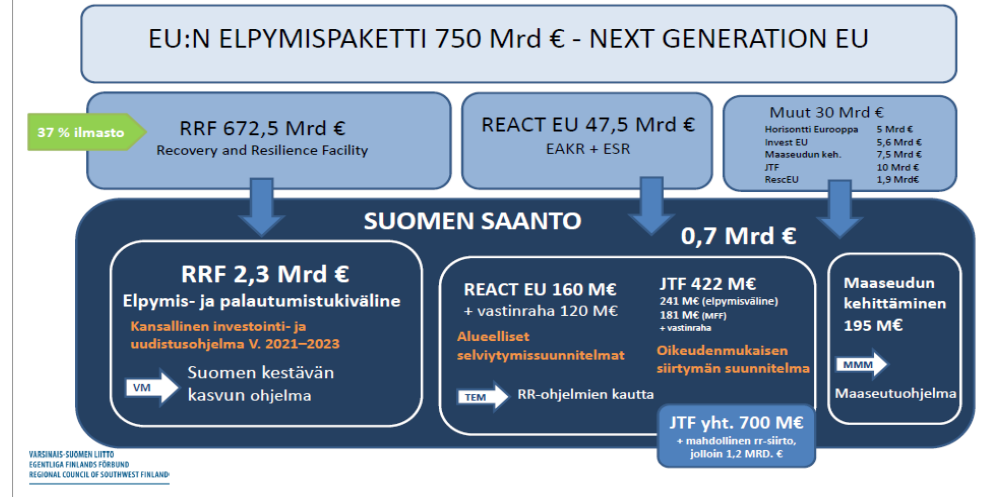 EU:N ELPYMISPAKETTI 750 Mrd € - NEXT GENERATION EU
37 % ilmasto
RRF 672,5 Mrd €
Recovery and Resilience Facility
REACT EU 47,5 Mrd €
EAKR + ESR
Muut 30 Mrd €
Horisontti Eurooppa 5 Mrd €
Invest EU 5,6 Mrd €
Maaseudun keh. 7,5 Mrd €
JTF 10 Mrd €
RescEU 1,9 Mrd€
SUOMEN SAANTO
0,7 Mrd €
RRF 2,3 Mrd €
Elpymis- ja palautumistukiväline
Kansallinen investointi- ja
uudistusohjelma V. 2021–2023
VM
Suomen kestävän
kasvun ohjelma
REACT EU 160 M€
+ vastinraha 120 M€
Alueelliset
selviytymissuunnitelmat
TEM
RR-ohjelmien kautta
JTF 422 M€
241 M€ (elpymisväline)
181 M€ (MFF)
+ vastinraha
Oikeudenmukaisen
siirtymän suunnitelma
JTF yht. 700 M€
+ mahdollinen rr-siirto,
jolloin 1,2 MRD. €
Maaseudun
kehittäminen
195 M€
MMM
Maaseutuohjelma
VARSINAIS-SUOMEN LIITTO
EGENTLIGA FINLANDS FÖRBUND
REGIONAL COUNCIL OF SOUTHWEST FINLAND